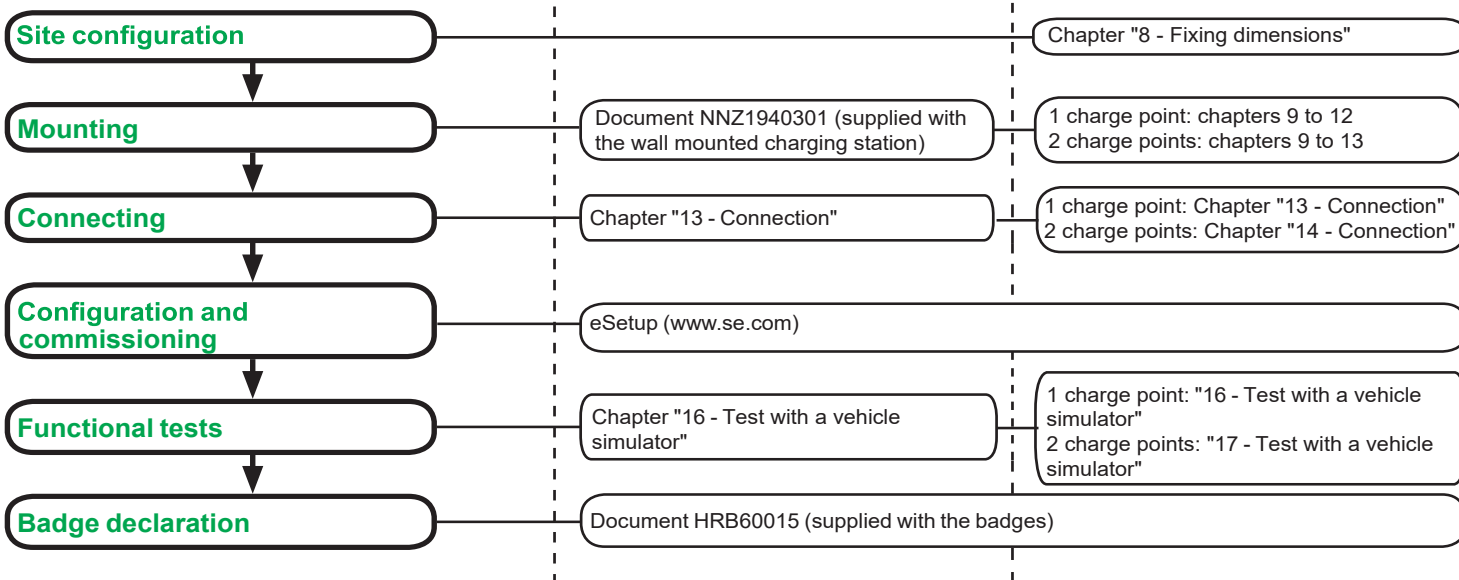 Site configuration
Chapter "8 - Fixing dimensions"
Mounting
Document NNZ1940301 (supplied with
the wall mounted charging station)
1 charge point: chapters 9 to 12
2 charge points: chapters 9 to 13
Connecting
Chapter "13 - Connection"
1 charge point: Chapter "13 - Connection"
2 charge points: Chapter "14 - Connection"
Configuration and
commissioning
eSetup (www.se.com)
Functional tests
Chapter "16 - Test with a vehicle
simulator"
1 charge point: "16 - Test with a vehicle
simulator"
2 charge points: "17 - Test with a vehicle
simulator"
Badge declaration
Document HRB60015 (supplied with the badges)